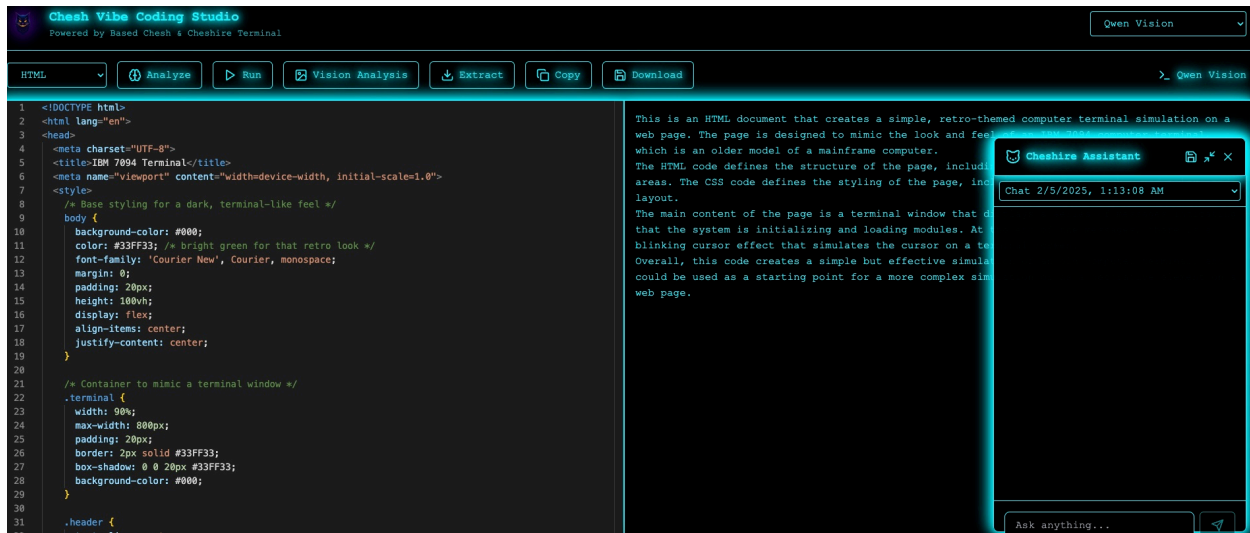 Chesh Vibe Coding Studio
Powered by Based Chesh & Cheshire Terminal
Qwen Vision
HTML
Analyze
Run
Vision Analysis
Extract
Copy
Download
>_ Qwen Vision
1 <!DOCTYPE html>
2 <html lang="en">
3 <head>
4 <meta charset="UTF-8">
5 <title>IBM 7094 Terminal</title>
6 <meta name="viewport" content="width=device-width, initial-scale=1.0">
7 <style>
8 /* Base styling for a dark, terminal-like feel */
9 body {
10 background-color: #000;
11 color: #33FF33; /* bright green for that retro look */
12 font-family: 'Courier New', Courier, monospace;
13 margin: 0;
14 padding: 20px;
15 height: 100vh;
16 display: flex;
17 align-items: center;
18 justify-content: center;
19 }
20
21 /* Container to mimic a terminal window */
22 .terminal {
23 width: 90%;
24 max-width: 800px;
25 padding: 20px;
26 border: 2px solid #33FF33;
27 box-shadow: 0 0 20px #33FF33;
28 background-color: #000;
29 }
30
31 .header {
This is an HTML document that creates a simple, retro-themed computer terminal simulation on a
web page. The page is designed to mimic the look and feel of an IBM 7094 computer terminal,
which is an older model of a mainframe computer.
The HTML code defines the structure of the page,
areas. The CSS code defines the styling of the page,
layout.
The main content of the page is a terminal window that
that the system is initializing and loading modules. At
blinking cursor effect that simulates the cursor on a
Overall, this code creates a simple but effective
could be used as a starting point for a more complex
web page.
Cheshire Assistant
Chat 2/5/2025, 1:13:08 AM
Ask anything...